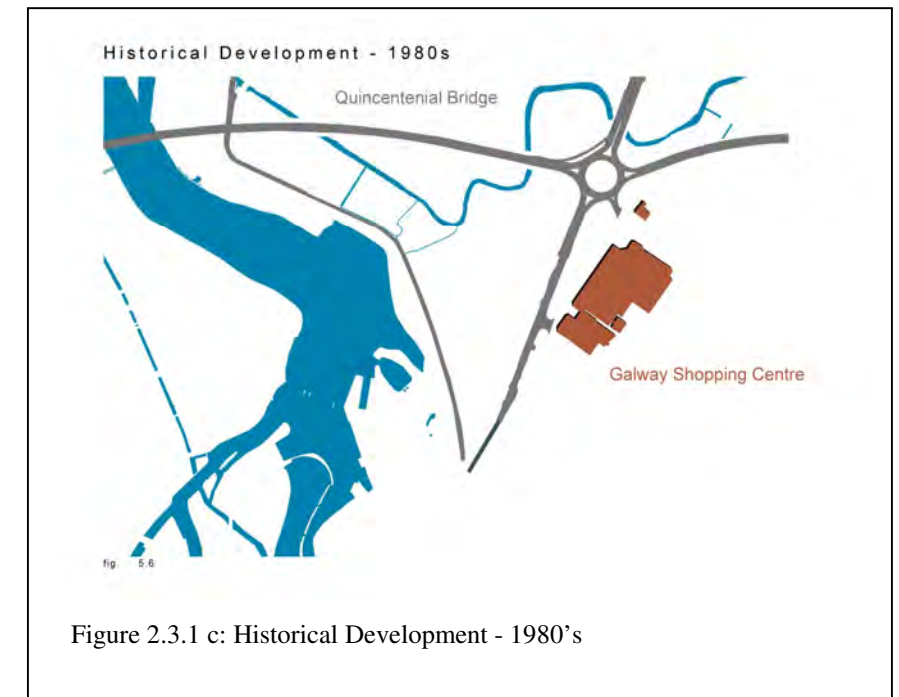 Historical Development - 1980s
Quincentenial Bridge
Galway Shopping Centre
fig 5.6
Figure 2.3.1 c: Historical Development - 1980's